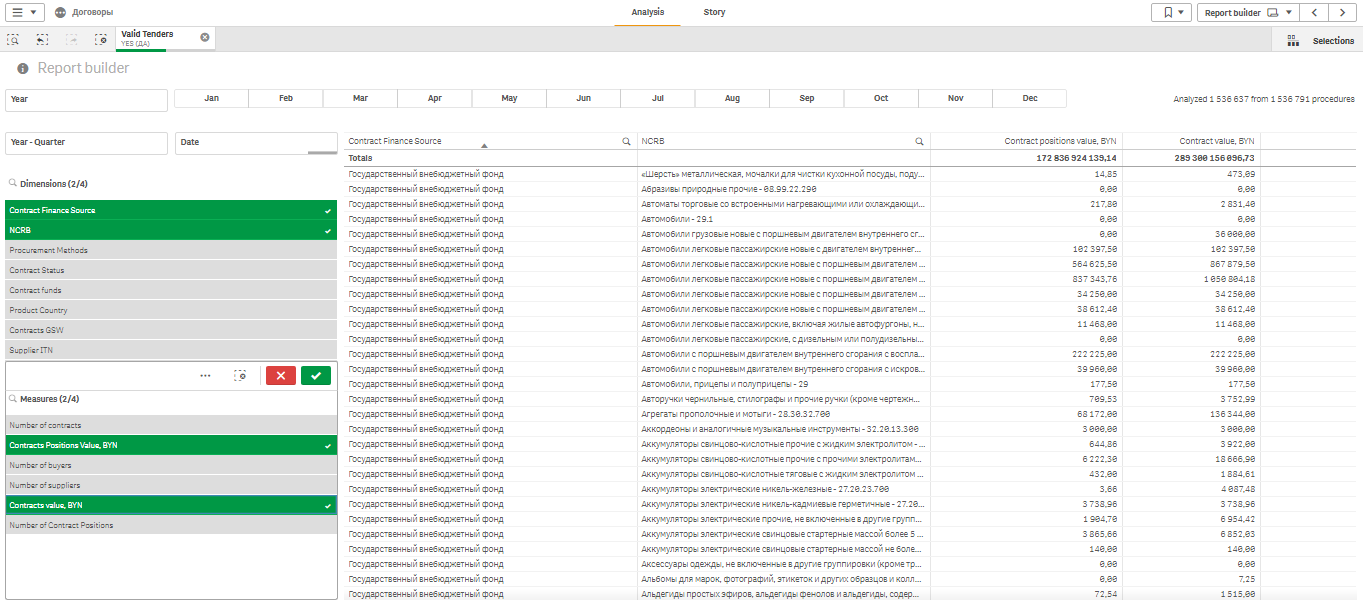 Договоры
Analysis
Story
Report builder
Valid Tenders
YES (ДА)
Selections
Report builder
Year
Jan Feb Mar Apr May Jun Jul Aug Sep Oct Nov Dec
Analyzed 1 536 637 from 1 536 791 procedures
Year - Quarter
Date
Dimensions (2/4)
Contract Finance Source
NCRB
Procurement Methods
Contract Status
Contract funds
Product Country
Contracts GSW
Supplier ITN
Measures (2/4)
Number of contracts
Contracts Positions Value, BYN
Number of buyers
Number of suppliers
Contracts value, BYN
Number of Contract Positions
Contract Finance Source NCRB Contract positions value, BYN Contract value, BYN
Totals 172 836 924 139,14 289 300 156 096,73
Государственный внебюджетный фонд «Шерсть» металлическая, мочалки для чистки кухонной посуды, поду... 14,85 473,09
Государственный внебюджетный фонд Абразивы природные прочие - 08.99.22.290 0,00 0,00
Государственный внебюджетный фонд Автоматы торговые со встроенными нагревающими или охлаждающи... 217,80 2 831,40
Государственный внебюджетный фонд Автомобили - 29.1 0,00 0,00
Государственный внебюджетный фонд Автомобили грузовые новые с поршневым двигателем внутреннего сг... 0,00 36 000,00
Государственный внебюджетный фонд Автомобили легковые пассажирские новые с двигателем внутреннег... 102 397,50 102 397,50
Государственный внебюджетный фонд Автомобили легковые пассажирские новые с поршневым двигателем ... 564 625,50 867 879,50
Государственный внебюджетный фонд Автомобили легковые пассажирские новые с поршневым двигателем ... 837 343,76 1 050 804,18
Государственный внебюджетный фонд Автомобили легковые пассажирские новые с поршневым двигателем ... 34 250,00 34 250,00
Государственный внебюджетный фонд Автомобили легковые пассажирские новые с поршневым двигателем ... 38 612,40 38 612,40
Государственный внебюджетный фонд Автомобили легковые пассажирские, включая жилые автофургоны, н... 11 468,00 11 468,00
Государственный внебюджетный фонд Автомобили легковые пассажирские, с дизельным или полудизельны... 0,00 0,00
Государственный внебюджетный фонд Автомобили с поршневым двигателем внутреннего сгорания с воспла... 222 225,00 222 225,00
Государственный внебюджетный фонд Автомобили с поршневым двигателем внутреннего сгорания с искров... 39 960,00 39 960,00
Государственный внебюджетный фонд Автомобили, прицепы и полуприцепы - 29 177,50 177,50
Государственный внебюджетный фонд Авторучки чернильные, стилографы и прочие ручки (кроме чертежн... 709,53 3 752,99
Государственный внебюджетный фонд Агрегаты прополочные и мотыги - 28.30.32.700 68 172,00 136 344,00
Государственный внебюджетный фонд Аккордеоны и аналогичные музыкальные инструменты - 32.20.13.300 3 000,00 3 000,00
Государственный внебюджетный фонд Аккумуляторы свинцово-кислотные прочие с жидким электролитом - ... 644,86 3 922,00
Государственный внебюджетный фонд Аккумуляторы свинцово-кислотные прочие с прочими электролитам... 6 222,30 18 666,90
Государственный внебюджетный фонд Аккумуляторы свинцово-кислотные тяговые с жидким электролитом ... 432,00 1 884,61
Государственный внебюджетный фонд Аккумуляторы электрические никель-железные - 27.20.23.700 3,66 4 087,48
Государственный внебюджетный фонд Аккумуляторы электрические никель-кадмиевые герметичные - 27.20... 3 738,96 3 738,96
Государственный внебюджетный фонд Аккумуляторы электрические прочие, не включенные в другие групп... 1 904,70 6 954,42
Государственный внебюджетный фонд Аккумуляторы электрические свинцовые стартерные массой более 5 ... 3 865,66 6 852,03
Государственный внебюджетный фонд Аккумуляторы электрические свинцовые стартерные массой не боле... 140,00 140,00
Государственный внебюджетный фонд Аксессуары одежды, не включенные в другие группировки (кроме тр... 0,00 0,00
Государственный внебюджетный фонд Альбомы для марок, фотографий, этикеток и других образцов и колл... 0,00 7,25
Государственный внебюджетный фонд Альдегиды простых эфиров, альдегиды фенолов и альдегиды, содер... 72,54 1 515,00